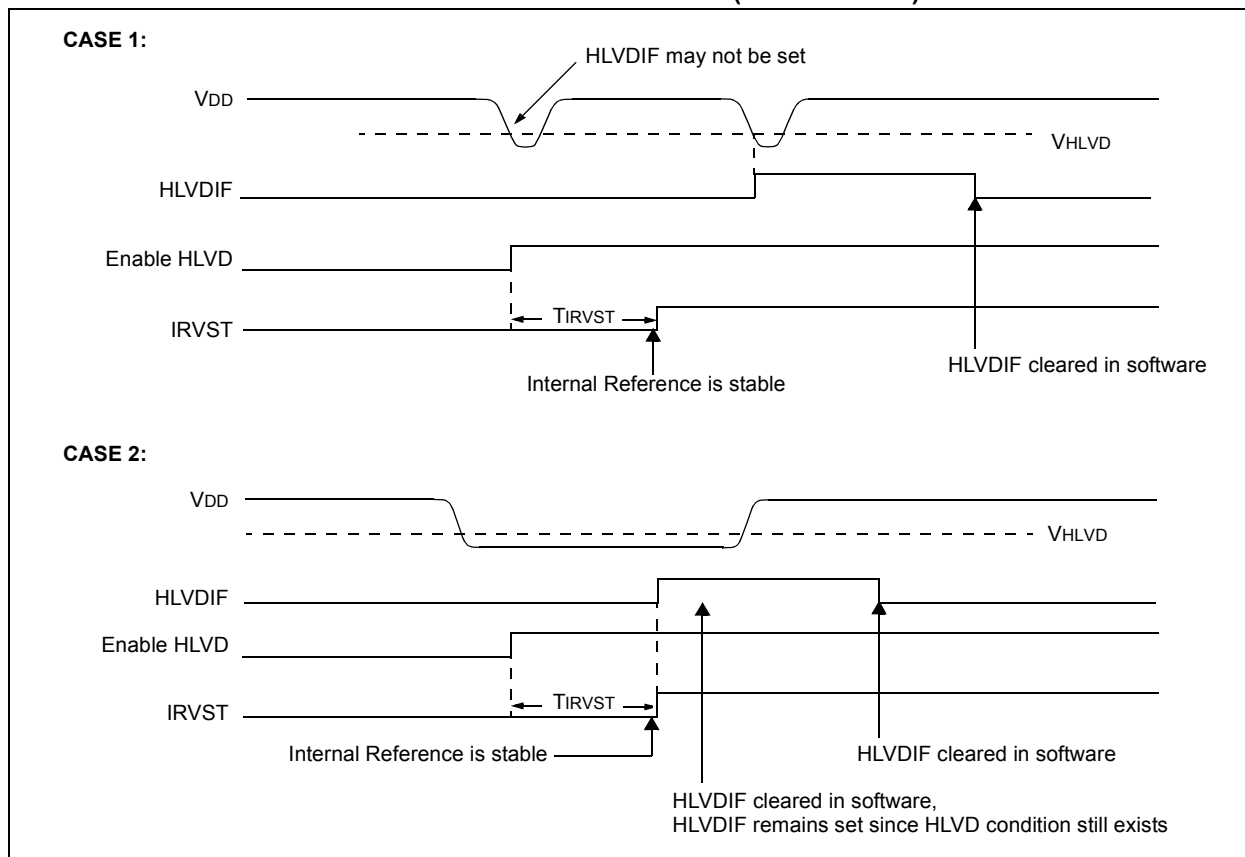 CASE 1:
HLVDIF may not be set
VDD
VHLVD
HLVDIF
Enable HLVD
TIRVST
IRVST
HLVDIF cleared in software
Internal Reference is stable
CASE 2:
VDD
VHLVD
HLVDIF
Enable HLVD
TIRVST
IRVST
Internal Reference is stable
HLVDIF cleared in software
HLVDIF cleared in software,
HLVDIF remains set since HLVD condition still exists